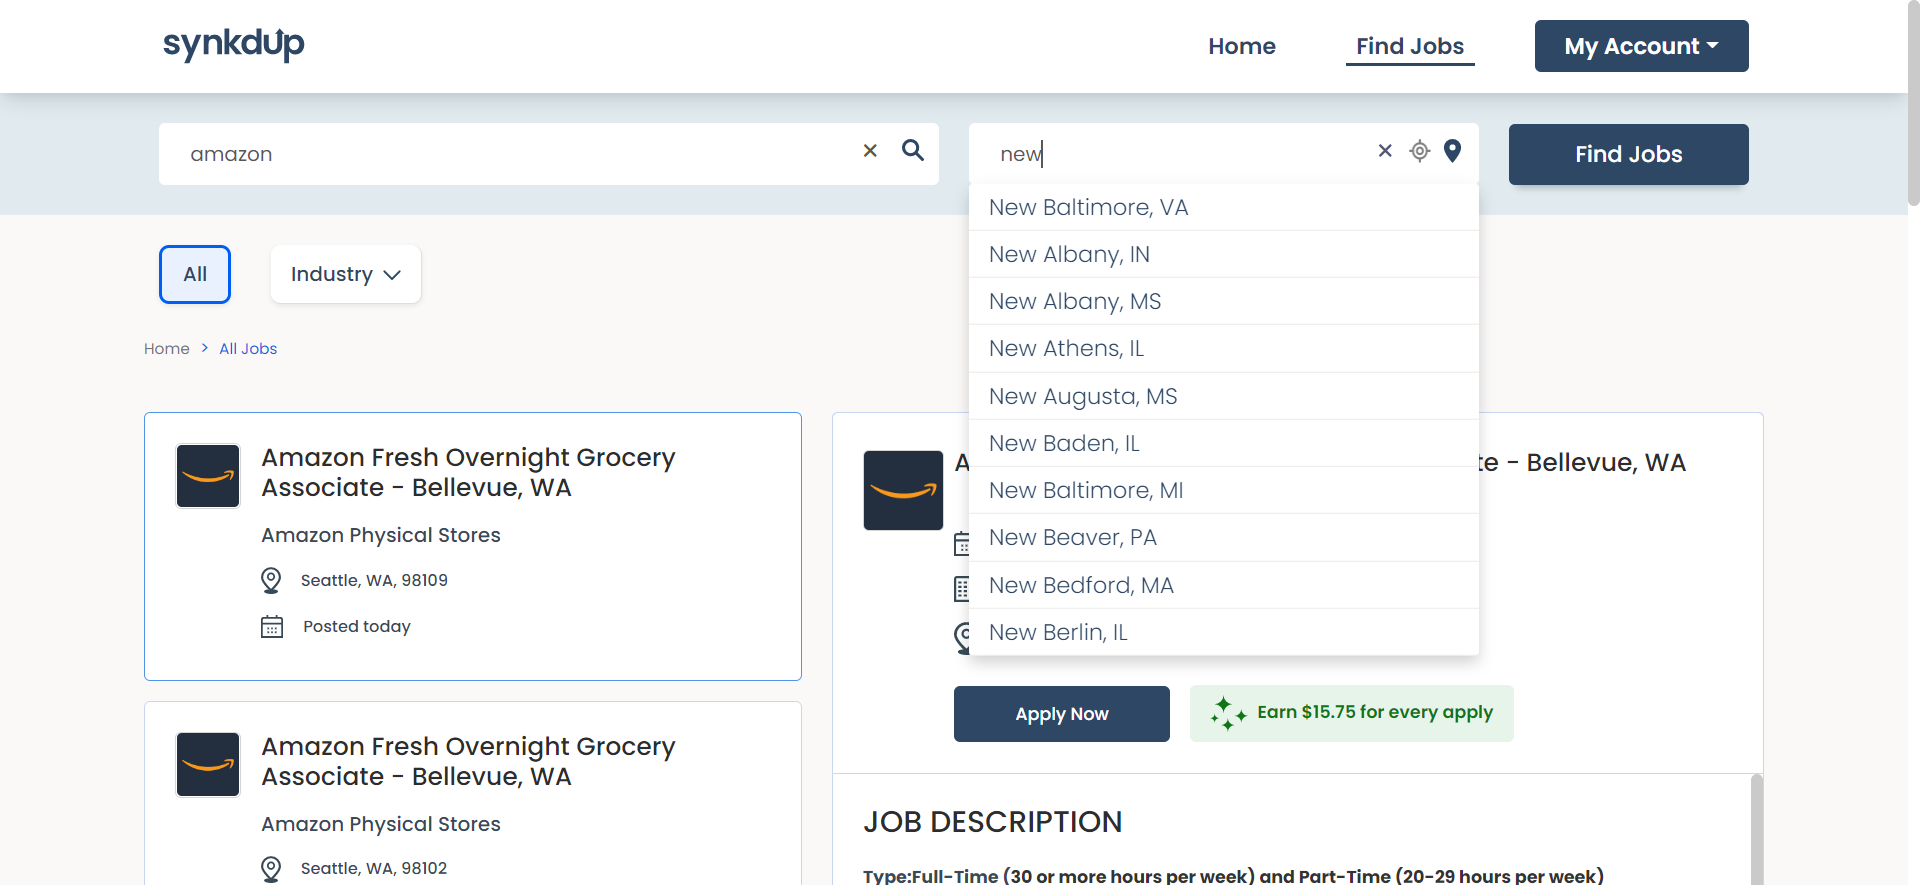 synkdup
Home
Find Jobs
My Account
amazon
new
Find Jobs
New Baltimore, VA
New Albany, IN
New Albany, MS
New Athens, IL
New Augusta, MS
New Baden, IL
New Baltimore, MI
New Beaver, PA
New Bedford, MA
New Berlin, IL
All
Industry
Home > All Jobs
Amazon Fresh Overnight Grocery
Associate - Bellevue, WA
Amazon Physical Stores
Seattle, WA, 98109
Posted today
Amazon Fresh Overnight Grocery
Associate - Bellevue, WA
Amazon Physical Stores
Seattle, WA, 98102
te - Bellevue, WA
Apply Now
Earn $15.75 for every apply
JOB DESCRIPTION
Type:Full-Time (30 or more hours per week) and Part-Time (20-29 hours per week)